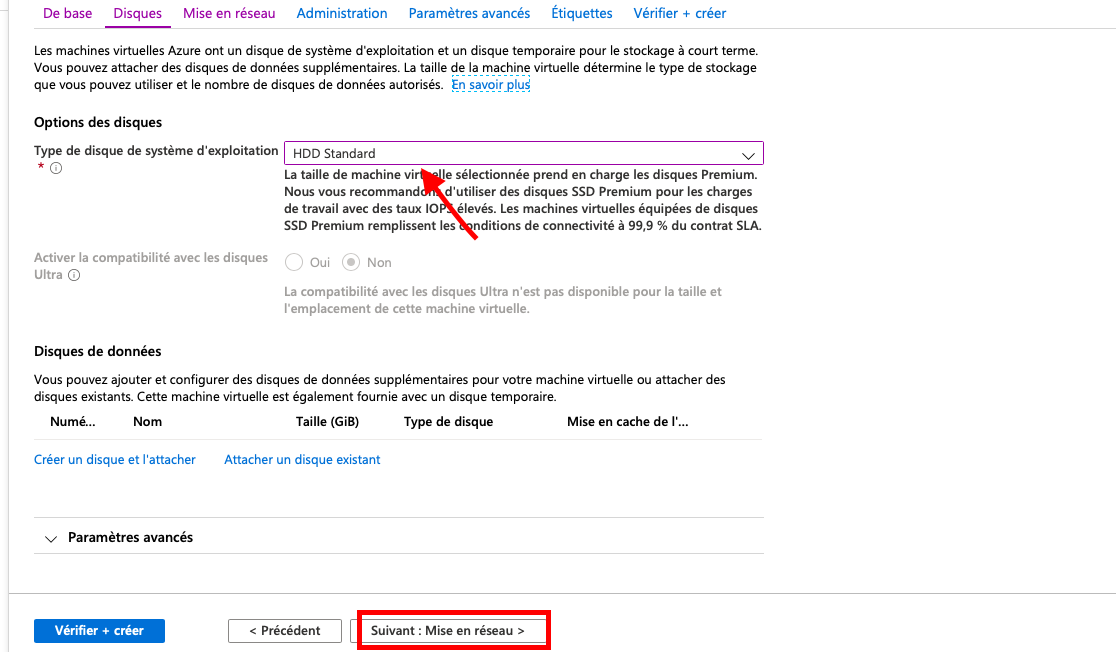 De base Disques Mise en réseau Administration Paramètres avancés Étiquettes Vérifier + créer
Les machines virtuelles Azure ont un disque de système d'exploitation et un disque temporaire pour le stockage à court terme.
Vous pouvez attacher des disques de données supplémentaires. La taille de la machine virtuelle détermine le type de stockage
que vous pouvez utiliser et le nombre de disques de données autorisés. En savoir plus
Options des disques
Type de disque de système d'exploitation
*
HDD Standard
La taille de machine virtuelle sélectionnée prend en charge les disques Premium.
Nous vous recommandons d'utiliser des disques SSD Premium pour les charges
de travail avec des taux IOPS élevés. Les machines virtuelles équipées de disques
SSD Premium remplissent les conditions de connectivité à 99,9 % du contrat SLA.
Activer la compatibilité avec les disques
Ultra
Oui Non
La compatibilité avec les disques Ultra n'est pas disponible pour la taille et
l'emplacement de cette machine virtuelle.
Disques de données
Vous pouvez ajouter et configurer des disques de données supplémentaires pour votre machine virtuelle ou attacher des
disques existants. Cette machine virtuelle est également fournie avec un disque temporaire.
Numé... Nom Taille (GiB) Type de disque Mise en cache de l'...
Créer un disque et l'attacher Attacher un disque existant
Paramètres avancés
Vérifier + créer < Précédent Suivant : Mise en réseau >